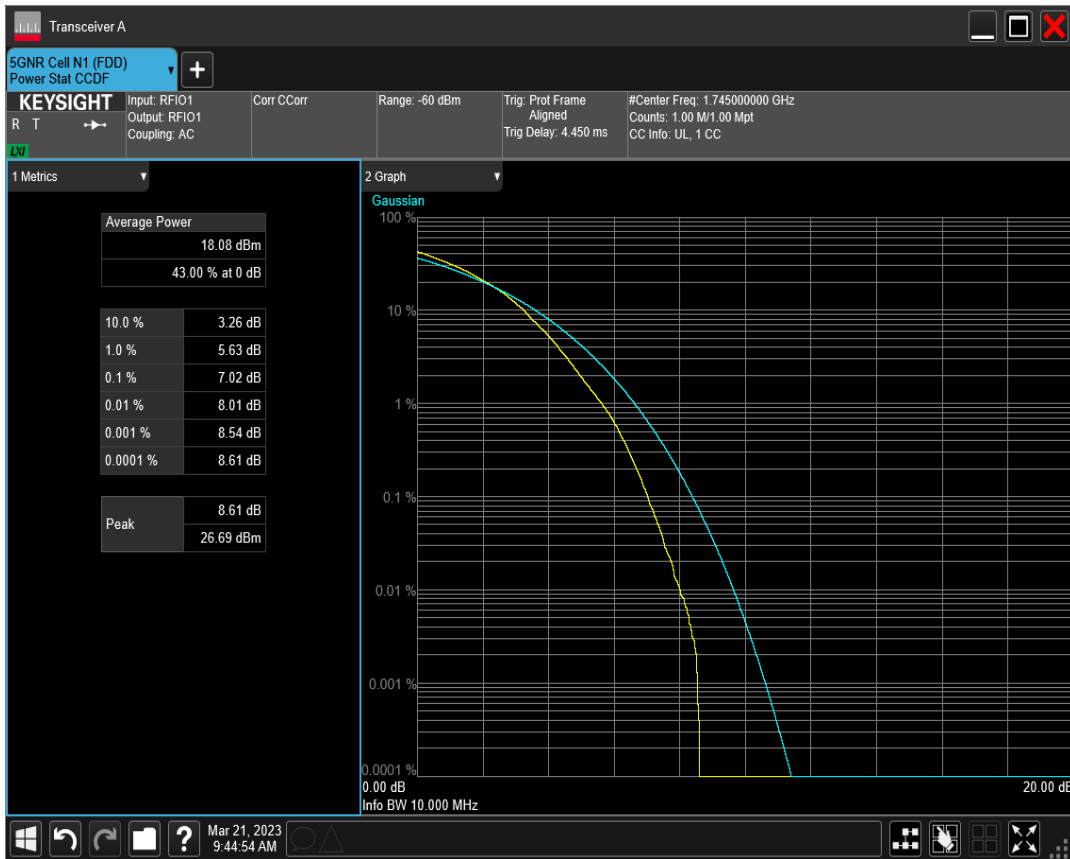 Transceiver A
5GNR Cell N1 (FDD)
Power Stat CCDF
+
KEYSIGHT
R T
LXI
Input: RFIO1
Output: RFIO1
Coupling: AC
Corr CCorr
Range: -60 dBm
Trig: Prot Frame
Aligned
Trig Delay: 4.450 ms
#Center Freq: 1.745000000 GHz
Counts: 1.00 M/1.00 Mpt
CC Info: UL, 1 CC
1 Metrics
Average Power
18.08 dBm
43.00 % at 0 dB
10.0 % 3.26 dB
1.0 % 5.63 dB
0.1 % 7.02 dB
0.01 % 8.01 dB
0.001 % 8.54 dB
0.0001 % 8.61 dB
Peak
8.61 dB
26.69 dBm
2 Graph
Gaussian
100 %
10 %
1 %
0.1 %
0.01 %
0.001 %
0.0001 %
0.00 dB 20.00 dB
Info BW 10.000 MHz
?
Mar 21, 2023
9:44:54 AM